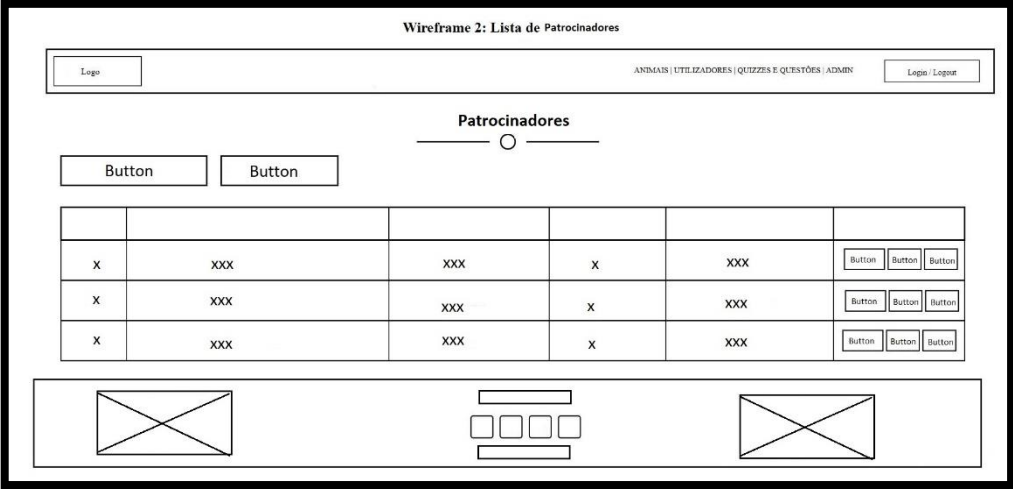 Wireframe 2: Lista de Patrocinadores
Logo
ANIMAIS | UTILIZADORES | QUIZZES E QUESTÕES | ADMIN
Login / Logout
Patrocinadores
Button Button
X XXX XXX X XXX Button Button Button
X XXX XXX X XXX Button Button Button
X XXX XXX X XXX Button Button Button